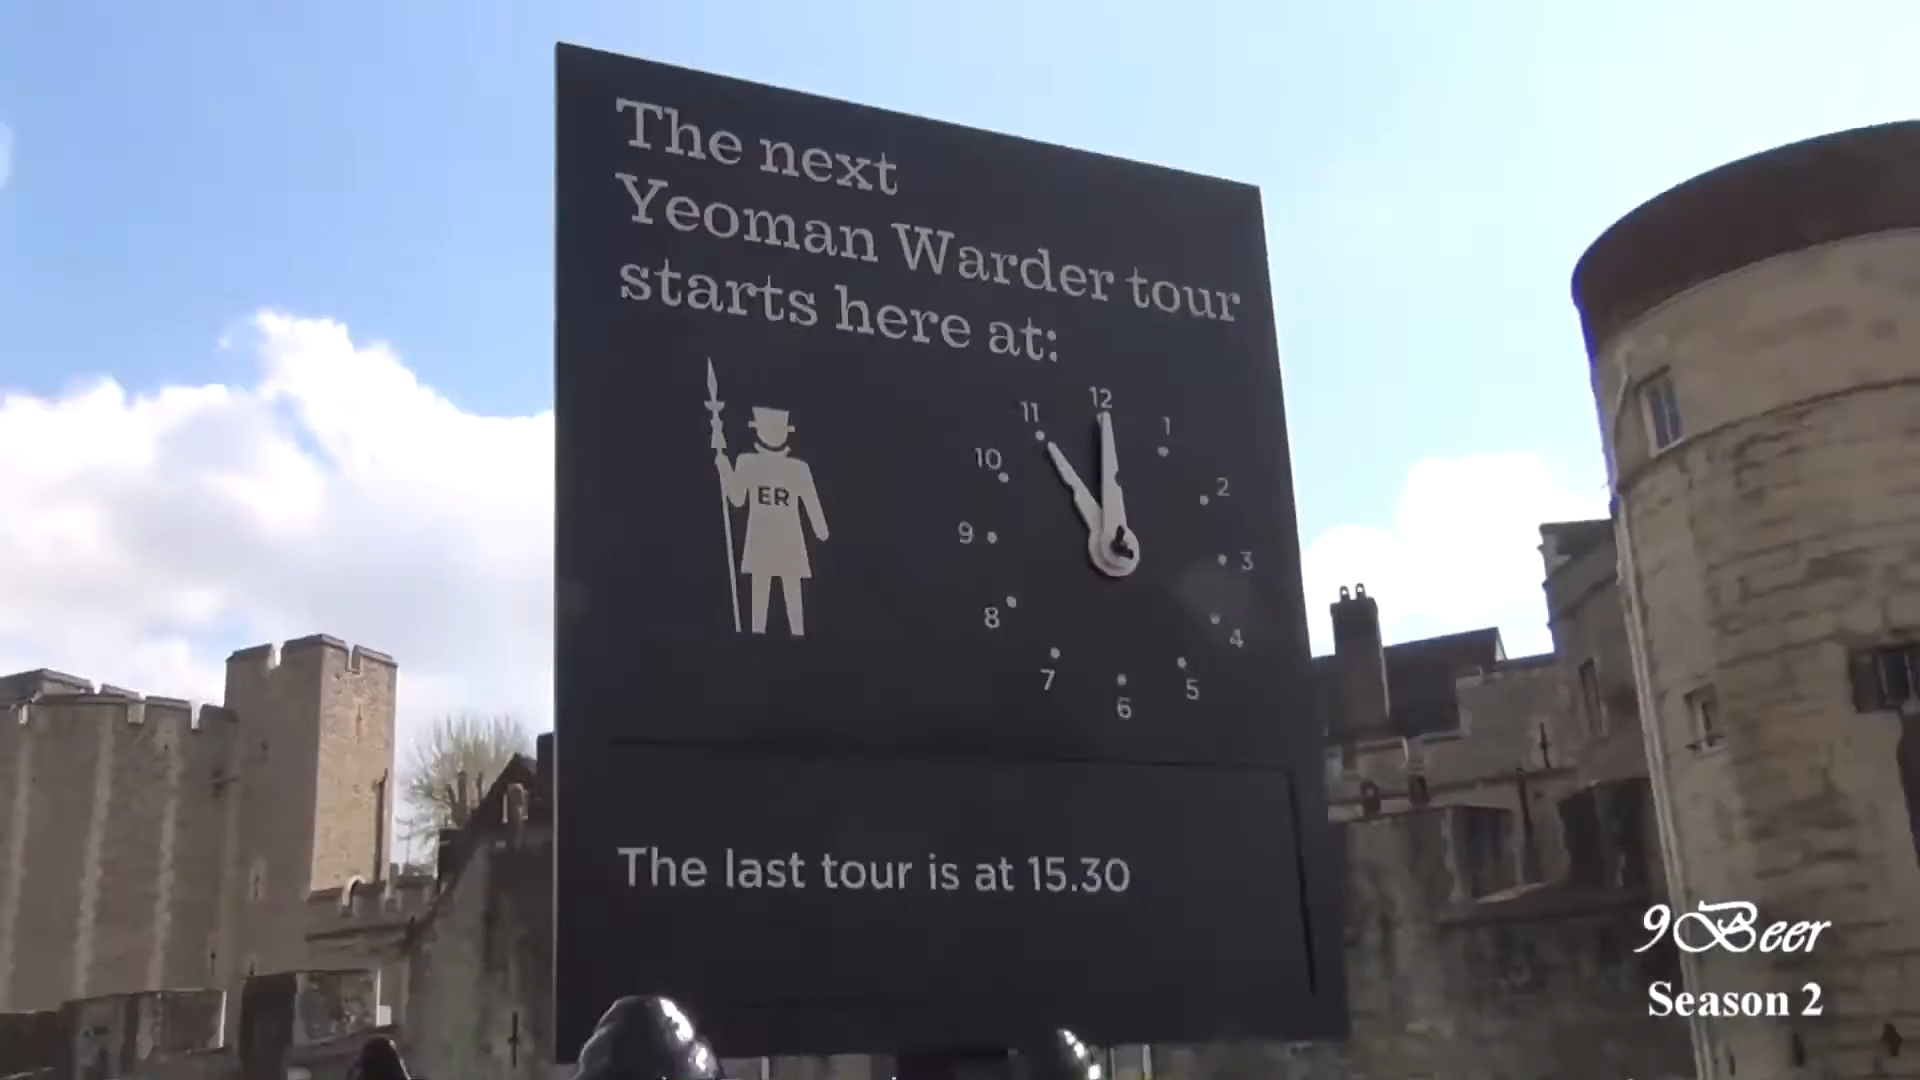 The next
Yeoman Warder tour
starts here at:
ER
12
1
2
3
4
5
6
7
8
9
10
11
The last tour is at 15.30
9Beer
Season 2